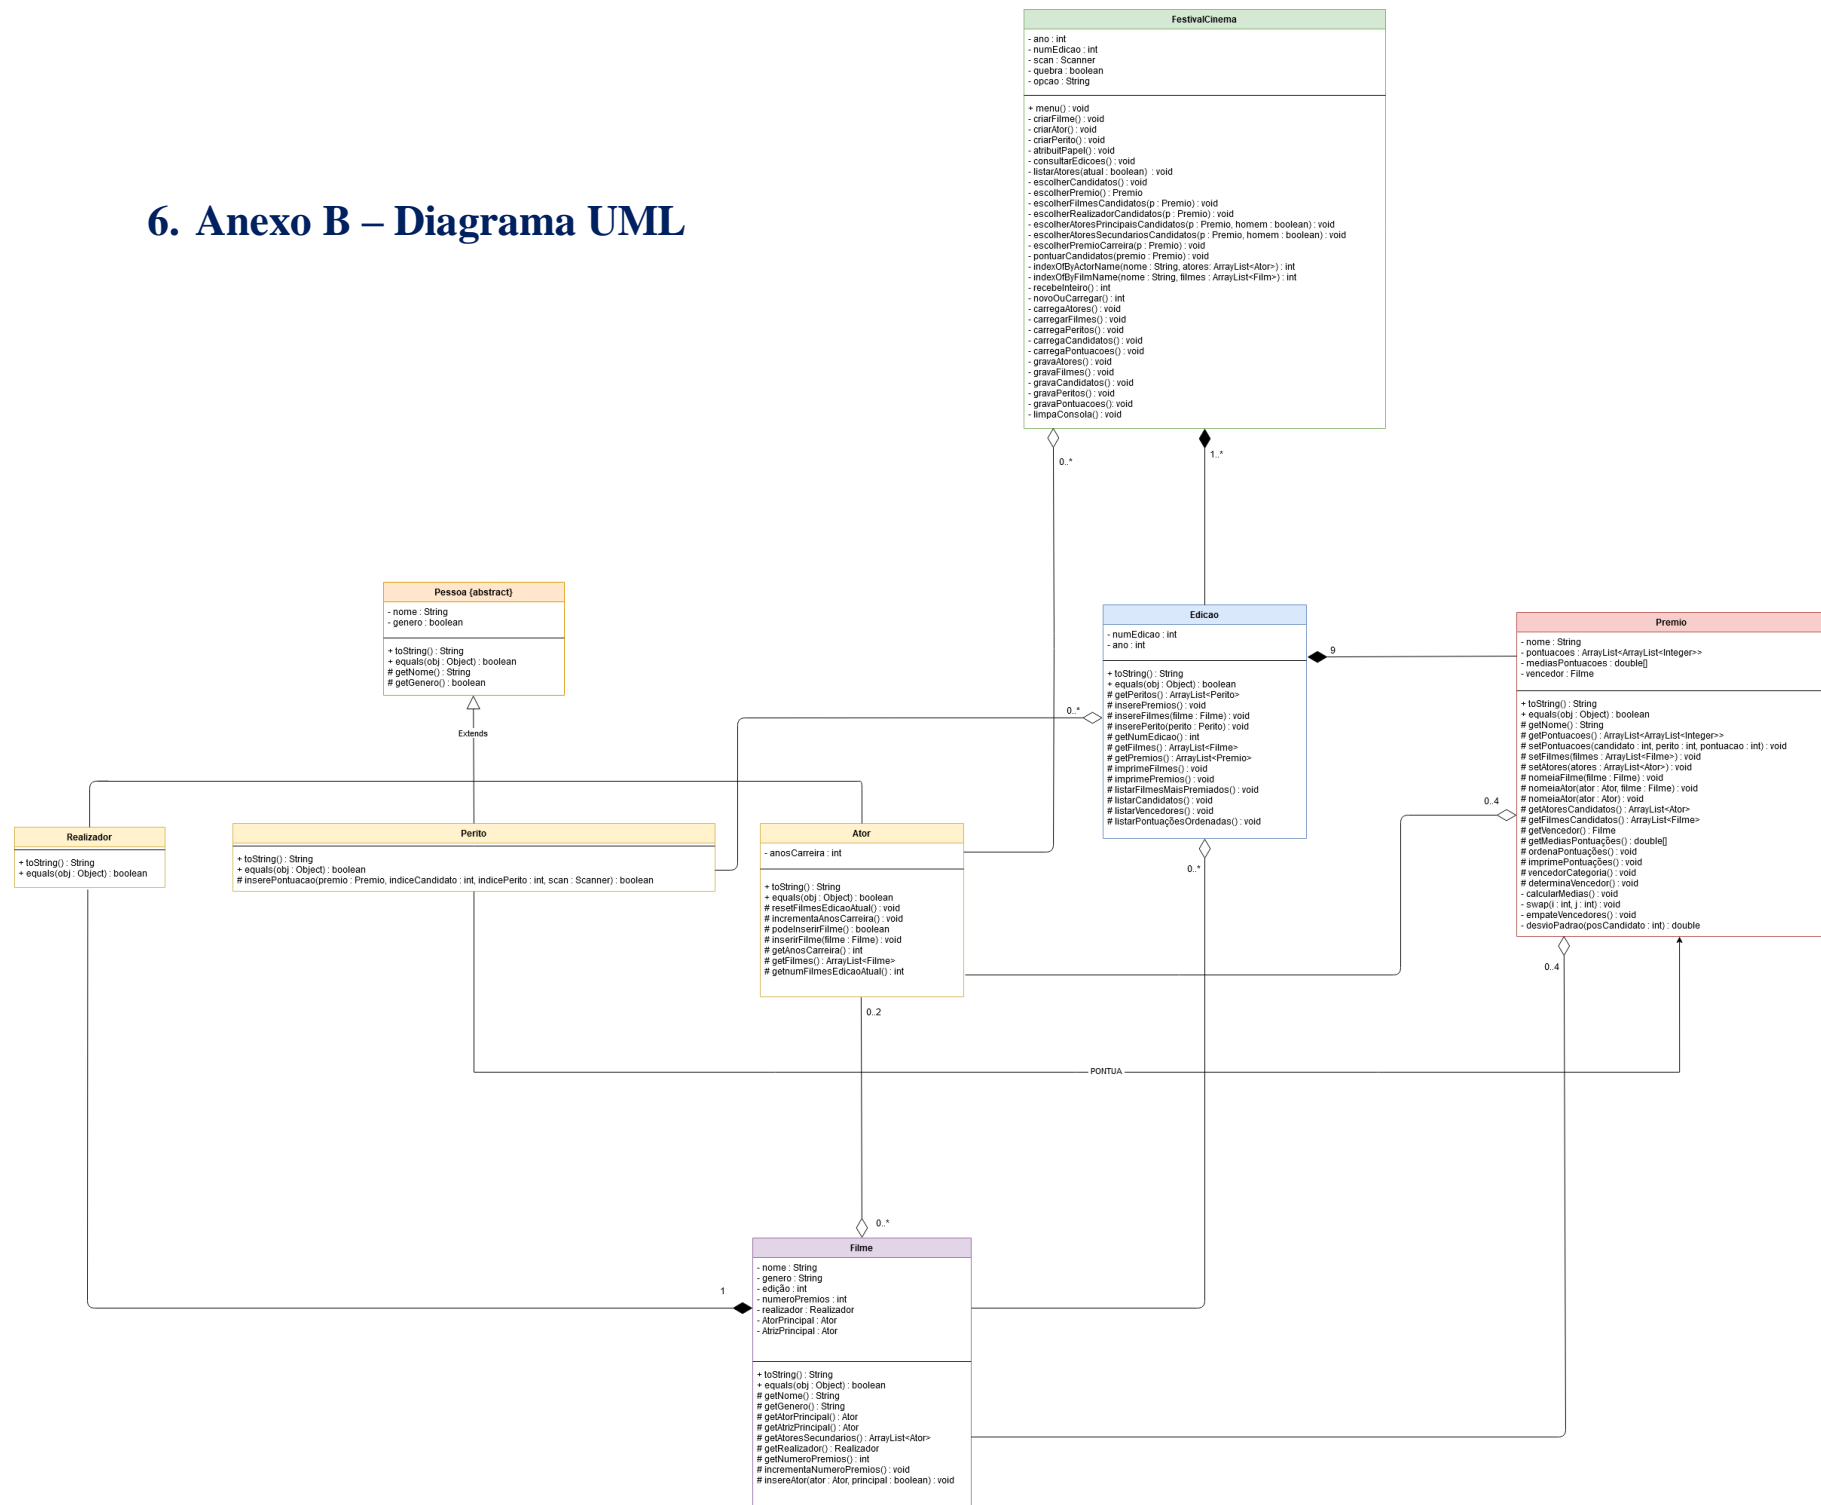 6. Anexo B – Diagrama UML
FestivalCinema
- ano : int
- numEdicao : int
- scan : Scanner
- quebra : boolean
- opcao : String
+ menu() : void
- criarFilme() : void
- criarAtor() : void
- criarPerito() : void
- atribuitPapel() : void
- consultarEdicoes() : void
- listarAtores(atual : boolean) : void
- escolherCandidatos() : void
- escolherPremio() : Premio
- escolherFilmesCandidatos(p : Premio) : void
- escolherRealizadorCandidatos(p : Premio) : void
- escolherAtoresPrincipaisCandidatos(p : Premio, homem : boolean) : void
- escolherAtoresSecundariosCandidatos(p : Premio, homem : boolean) : void
- escolherPremioCarreira(p : Premio) : void
- pontuarCandidatos(premio : Premio) : void
- indexOfByActorName(nome : String, atores: ArrayList<Ator>) : int
- indexOfByFilmName(nome : String, filmes : ArrayList<Film>) : int
- recebeInteiro() : int
- novoOuCarregar() : int
- carregaAtores() : void
- carregarFilmes() : void
- carregaPeritos() : void
- carregaCandidatos() : void
- carregaPontuacoes() : void
- gravaAtores() : void
- gravaFilmes() : void
- gravaCandidatos() : void
- gravaPeritos() : void
- gravaPontuacoes(): void
- limpaConsola() : void
0..*
1..*
Pessoa {abstract}
- nome : String
- genero : boolean
+ toString() : String
+ equals(obj : Object) : boolean
# getNome() : String
# getGenero() : boolean
Extends
Edicao
- numEdicao : int
- ano : int
+ toString() : String
+ equals(obj : Object) : boolean
# getPeritos() : ArrayList<Perito>
# inserePremios() : void
# insereFilmes(filme : Filme) : void
# inserePerito(perito : Perito) : void
# getNumEdicao() : int
# getFilmes() : ArrayList<Filme>
# getPremios() : ArrayList<Premio>
# imprimeFilmes() : void
# imprimePremios() : void
# listarFilmesMaisPremiados() : void
# listarCandidatos() : void
# listarVencedores() : void
# listarPontuaçõesOrdenadas() : void
9
0..*
0..*
Premio
- nome : String
- pontuacoes : ArrayList<ArrayList<Integer>>
- mediasPontuacoes : double[]
- vencedor : Filme
+ toString() : String
+ equals(obj : Object) : boolean
# getNome() : String
# getPontuacoes() : ArrayList<ArrayList<Integer>>
# setPontuacoes(candidato : int, perito : int, pontuacao : int) : void
# setFilmes(filmes : ArrayList<Filme>) : void
# setAtores(atores : ArrayList<Ator>) : void
# nomeiaFilme(filme : Filme) : void
# nomeiaAtor(ator : Ator, filme : Filme) : void
# nomeiaAtor(ator : Ator) : void
# getAtoresCandidatos() : ArrayList<Ator>
# getFilmesCandidatos() : ArrayList<Filme>
# getVencedor() : Filme
# getMediasPontuações() : double[]
# ordenaPontuações() : void
# imprimePontuações() : void
# vencedorCategoria() : void
# determinaVencedor() : void
- calcularMedias() : void
- swap(i : int, j : int) : void
- empateVencedores() : void
- desvioPadrao(posCandidato : int) : double
0..4
0..4
Realizador
+ toString() : String
+ equals(obj : Object) : boolean
Perito
+ toString() : String
+ equals(obj : Object) : boolean
# inserePontuacao(premio : Premio, indiceCandidato : int, indicePerito : int, scan : Scanner) : boolean
Ator
- anosCarreira : int
+ toString() : String
+ equals(obj : Object) : boolean
# resetFilmesEdicaoAtual() : void
# incrementaAnosCarreira() : void
# podeInserirFilme() : boolean
# inserirFilme(filme : Filme) : void
# getAnosCarreira() : int
# getFilmes() : ArrayList<Filme>
# getnumFilmesEdicaoAtual() : int
0..2
PONTUA
0..*
1
Filme
- nome : String
- genero : String
- edição : int
- numeroPremios : int
- realizador : Realizador
- AtorPrincipal : Ator
- AtrizPrincipal : Ator
+ toString() : String
+ equals(obj : Object) : boolean
# getNome() : String
# getGenero() : String
# getAtorPrincipal() : Ator
# getAtrizPrincipal() : Ator
# getAtoresSecundarios() : ArrayList<Ator>
# getRealizador() : Realizador
# getNumeroPremios() : int
# incrementaNumeroPremios() : void
# insereAtor(ator : Ator, principal : boolean) : void